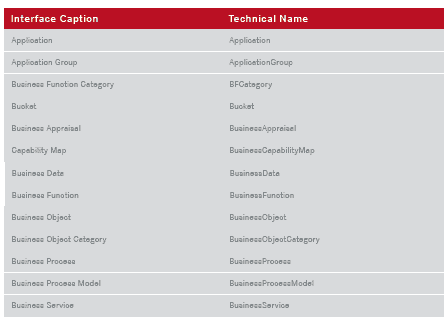 Interface Caption Technical Name
Application Application
Application Group ApplicationGroup
Business Function Category BFCategory
Bucket Bucket
Business Appraisal BusinessAppraisal
Capability Map BusinessCapabilityMap
Business Data BusinessData
Business Function BusinessFunction
Business Object BusinessObject
Business Object Category BusinessObjectCategory
Business Process BusinessProcess
Business Process Model BusinessProcessModel
Business Service BusinessService